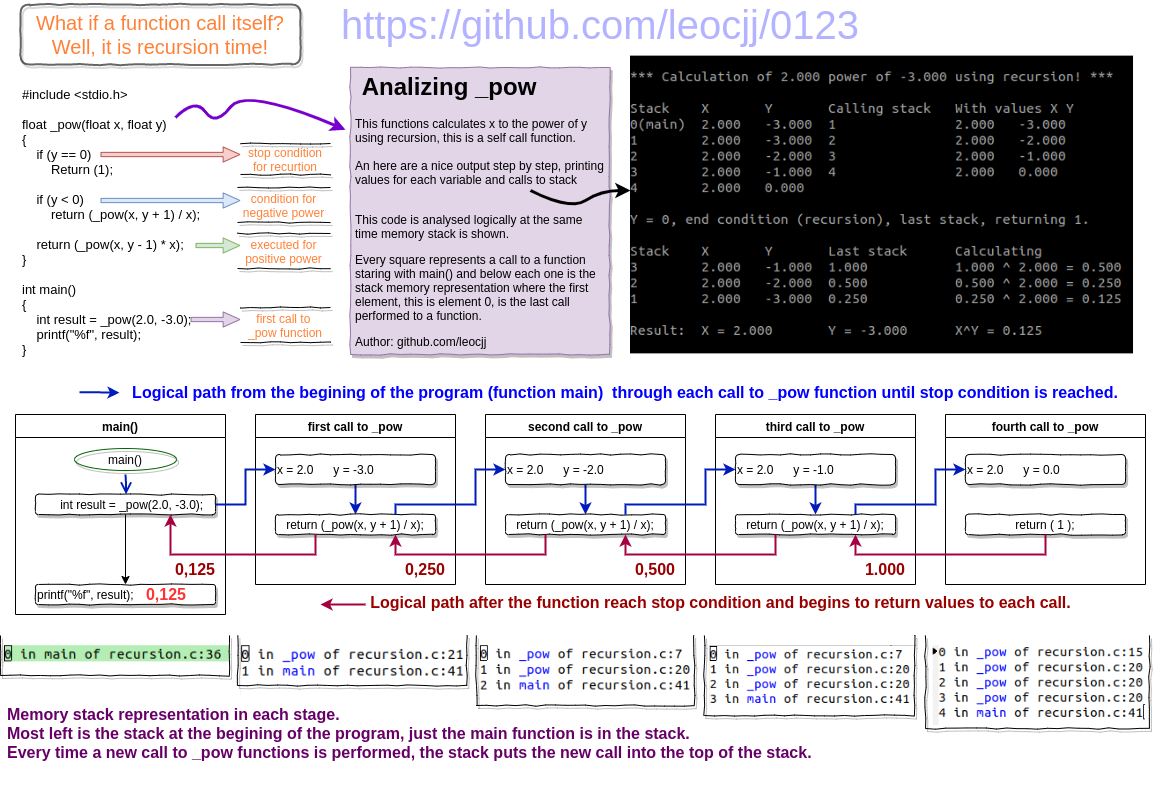 What if a function call itself?
Well, it is recursion time!
https://github.com/leocjj/0123
#include <stdio.h>
float _pow(float x, float y)
{
if (y == 0)
Return (1);
if (y < 0)
return (_pow(x, y + 1) / x);
return (_pow(x, y - 1) * x);
}
int main()
{
int result = _pow(2.0, -3.0);
printf("%f", result);
}
stop condition
for recurtion
condition for
negative power
executed for
positive power
first call to
_pow function
Analizing _pow
This functions calculates x to the power of y
using recursion, this is a self call function.
An here are a nice output step by step, printing
values for each variable and calls to stack
This code is analysed logically at the same
time memory stack is shown.
Every square represents a call to a function
staring with main() and below each one is the
stack memory representation where the first
element, this is element 0, is the last call
performed to a function.
Author: github.com/leocjj
*** Calculation of 2.000 power of -3.000 using recursion! ***
Stack X Y Calling stack With values X Y
0(main) 2.000 -3.000 1 2.000 -3.000
1 2.000 -3.000 2 2.000 -2.000
2 2.000 -2.000 3 2.000 -1.000
3 2.000 -1.000 4 2.000 0.000
4 2.000 0.000
Y = 0, end condition (recursion), last stack, returning 1.
Stack X Y Last stack Calculating
3 2.000 -1.000 1.000 1.000 ^ 2.000 = 0.500
2 2.000 -2.000 0.500 0.500 ^ 2.000 = 0.250
1 2.000 -3.000 0.250 0.250 ^ 2.000 = 0.125
Result: X = 2.000 Y = -3.000 X^Y = 0.125
Logical path from the begining of the program (function main) through each call to _pow function until stop condition is reached.
main()
main()
int result = _pow(2.0, -3.0);
0,125
printf("%f", result); 0,125
first call to _pow
x = 2.0 y = -3.0
return (_pow(x, y + 1) / x);
0,250
second call to _pow
x = 2.0 y = -2.0
return (_pow(x, y + 1) / x);
0,500
third call to _pow
x = 2.0 y = -1.0
return (_pow(x, y + 1) / x);
1.000
fourth call to _pow
x = 2.0 y = 0.0
return ( 1 );
Logical path after the function reach stop condition and begins to return values to each call.
0 in main of recursion.c:36
0 in _pow of recursion.c:21
1 in main of recursion.c:41
0 in _pow of recursion.c:7
1 in _pow of recursion.c:20
2 in main of recursion.c:41
0 in _pow of recursion.c:7
1 in _pow of recursion.c:20
2 in _pow of recursion.c:20
3 in main of recursion.c:41
0 in _pow of recursion.c:15
1 in _pow of recursion.c:20
2 in _pow of recursion.c:20
3 in _pow of recursion.c:20
4 in main of recursion.c:41
Memory stack representation in each stage.
Most left is the stack at the begining of the program, just the main function is in the stack.
Every time a new call to _pow functions is performed, the stack puts the new call into the top of the stack.